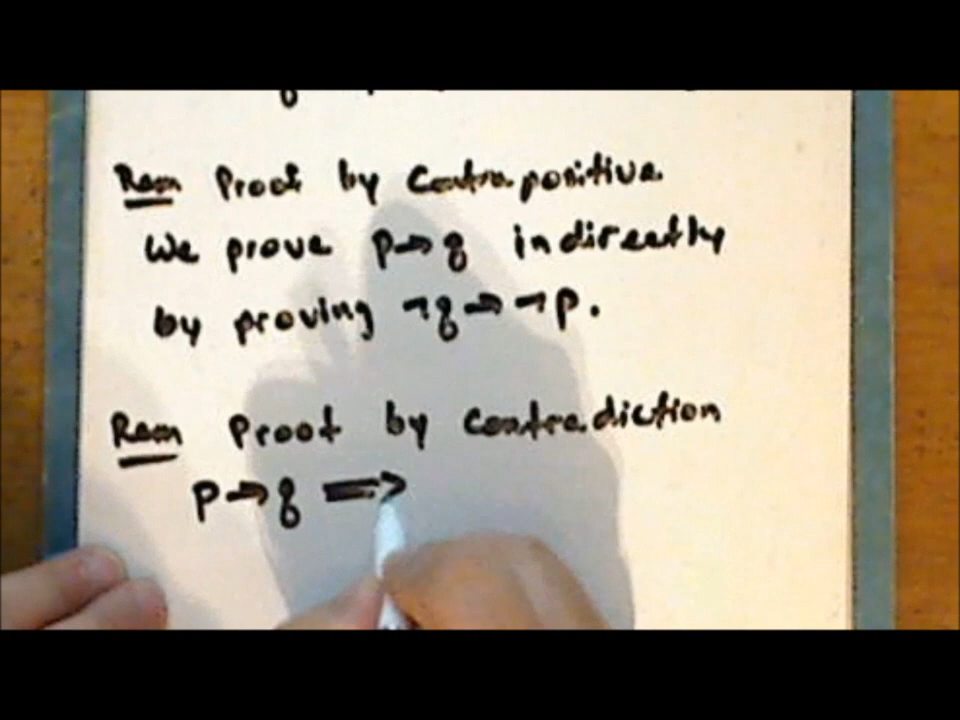 Rem Proof by Contrapositive
We prove p→q indirectly
by proving ¬q→¬p.
Rem Proof by Contradiction
p→q ⟹